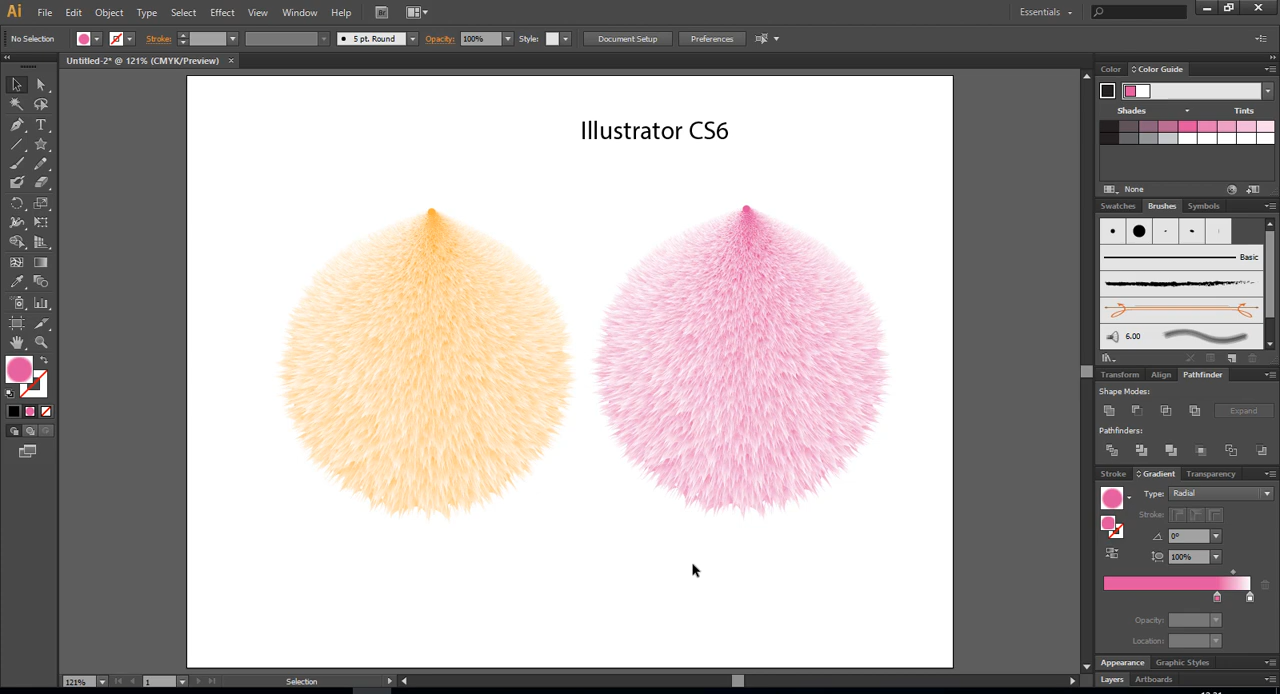 Ai File Edit Object Type Select Effect View Window Help Br Essentials
No Selection Stroke: 5 pt. Round Opacity: 100% Style: Document Setup Preferences
Untitled-2* @ 121% (CMYK/Preview) ×
Color Color Guide
Shades Tints
None
Swatches Brushes Symbols
Basic
6.00
Transform Align Pathfinder
Shape Modes:
Expand
Pathfinders:
Stroke Gradient Transparency
Type: Radial
Stroke:
0°
100%
Opacity:
Location:
Appearance Graphic Styles
Layers Artboards
Illustrator CS6
121% 1 Selection